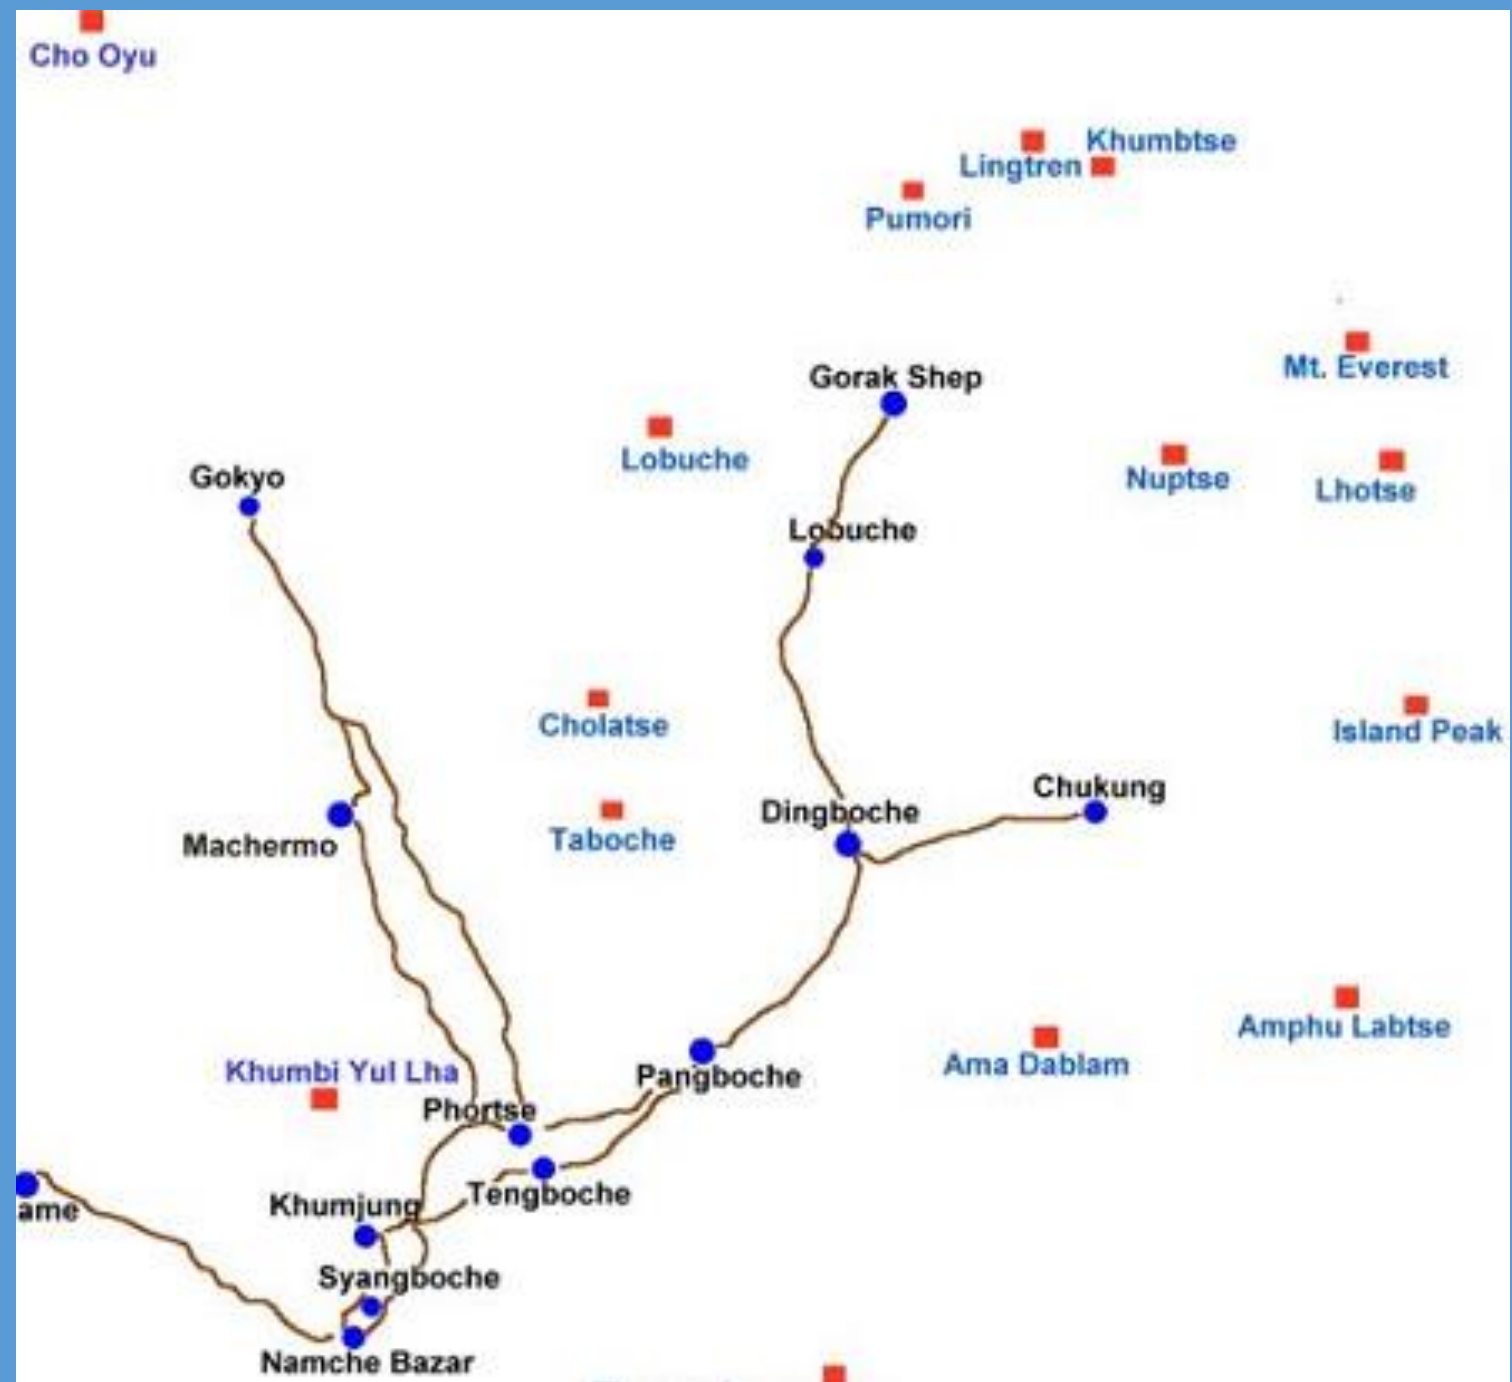 Cho Oyu
Khumbtse
Lingtren
Pumori
Mt. Everest
Gorak Shep
Lobuche
Nuptse
Lhotse
Gokyo
Lobuche
Cholatse
Island Peak
Chukung
Dingboche
Taboche
Machermo
Amphu Labtse
Ama Dablam
Khumbi Yul Lha
Pangboche
Phortse
Tengboche
Khumjung
ame
Syangboche
Namche Bazar